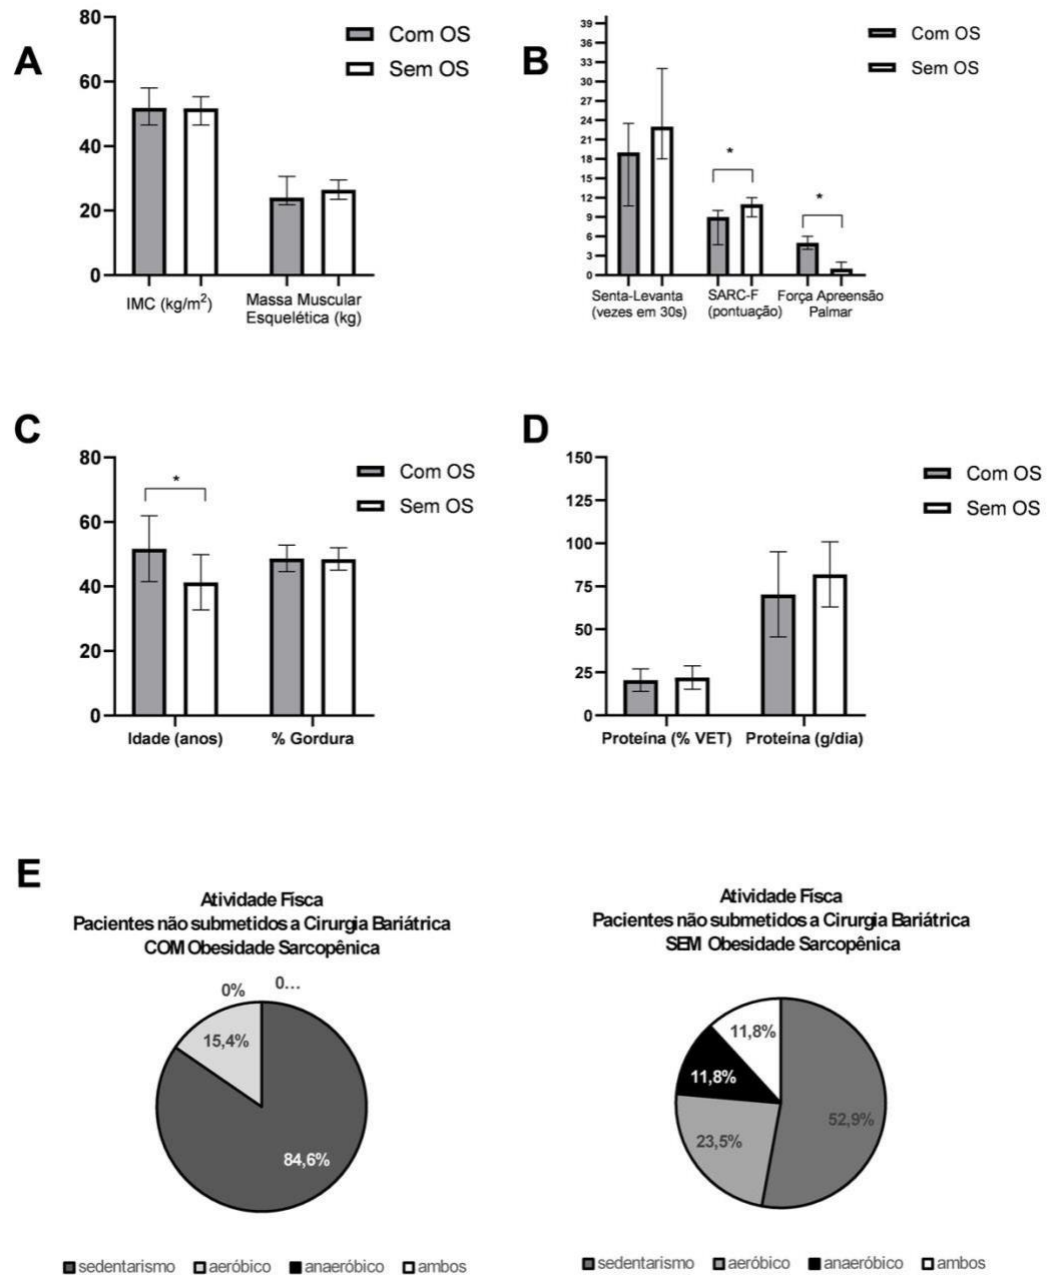 A
80
60
40
20
0
Com OS
Sem OS
IMC (kg/m²)
Massa Muscular
Esquelética (kg)
B
39
36
33
30
27
24
21
18
15
12
9
6
3
0
Com OS
Sem OS
*
*
Senta-Levanta
(vezes em 30s)
SARC-F
(pontuação)
Força Apreensão
Palmar
C
80
60
40
20
0
*
Com OS
Sem OS
Idade (anos)
% Gordura
D
150
125
100
75
50
25
0
Com OS
Sem OS
Proteína (% VET)
Proteína (g/dia)
E
Atividade Físca
Pacientes não submetidos a Cirurgia Bariátrica
COM Obesidade Sarcopênica
0%
0...
15,4%
84,6%
sedentarismo aeróbico anaeróbico ambos
Atividade Físca
Pacientes não submetidos a Cirurgia Bariátrica
SEM Obesidade Sarcopênica
11,8%
11,8%
52,9%
23,5%
sedentarismo aeróbico anaeróbico ambos